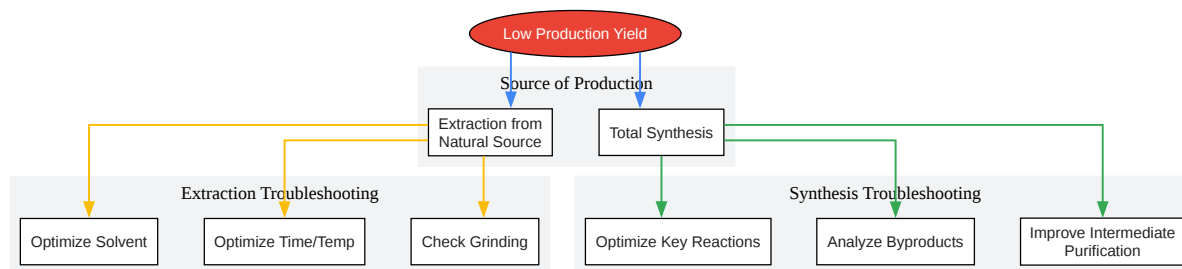 Low Production Yield
Source of Production
Extraction from
Natural Source
Total Synthesis
Extraction Troubleshooting
Synthesis Troubleshooting
Optimize Solvent
Optimize Time/Temp
Check Grinding
Optimize Key Reactions
Analyze Byproducts
Improve Intermediate
Purification